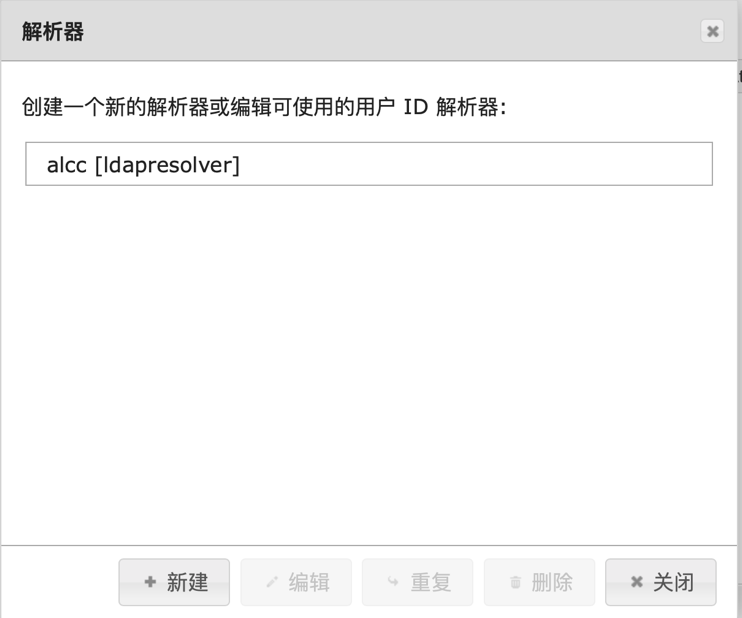 解析器
创建一个新的解析器或编辑可使用的用户 ID 解析器:
alcc [ldapresolver]
新建 编辑 重复 删除 关闭